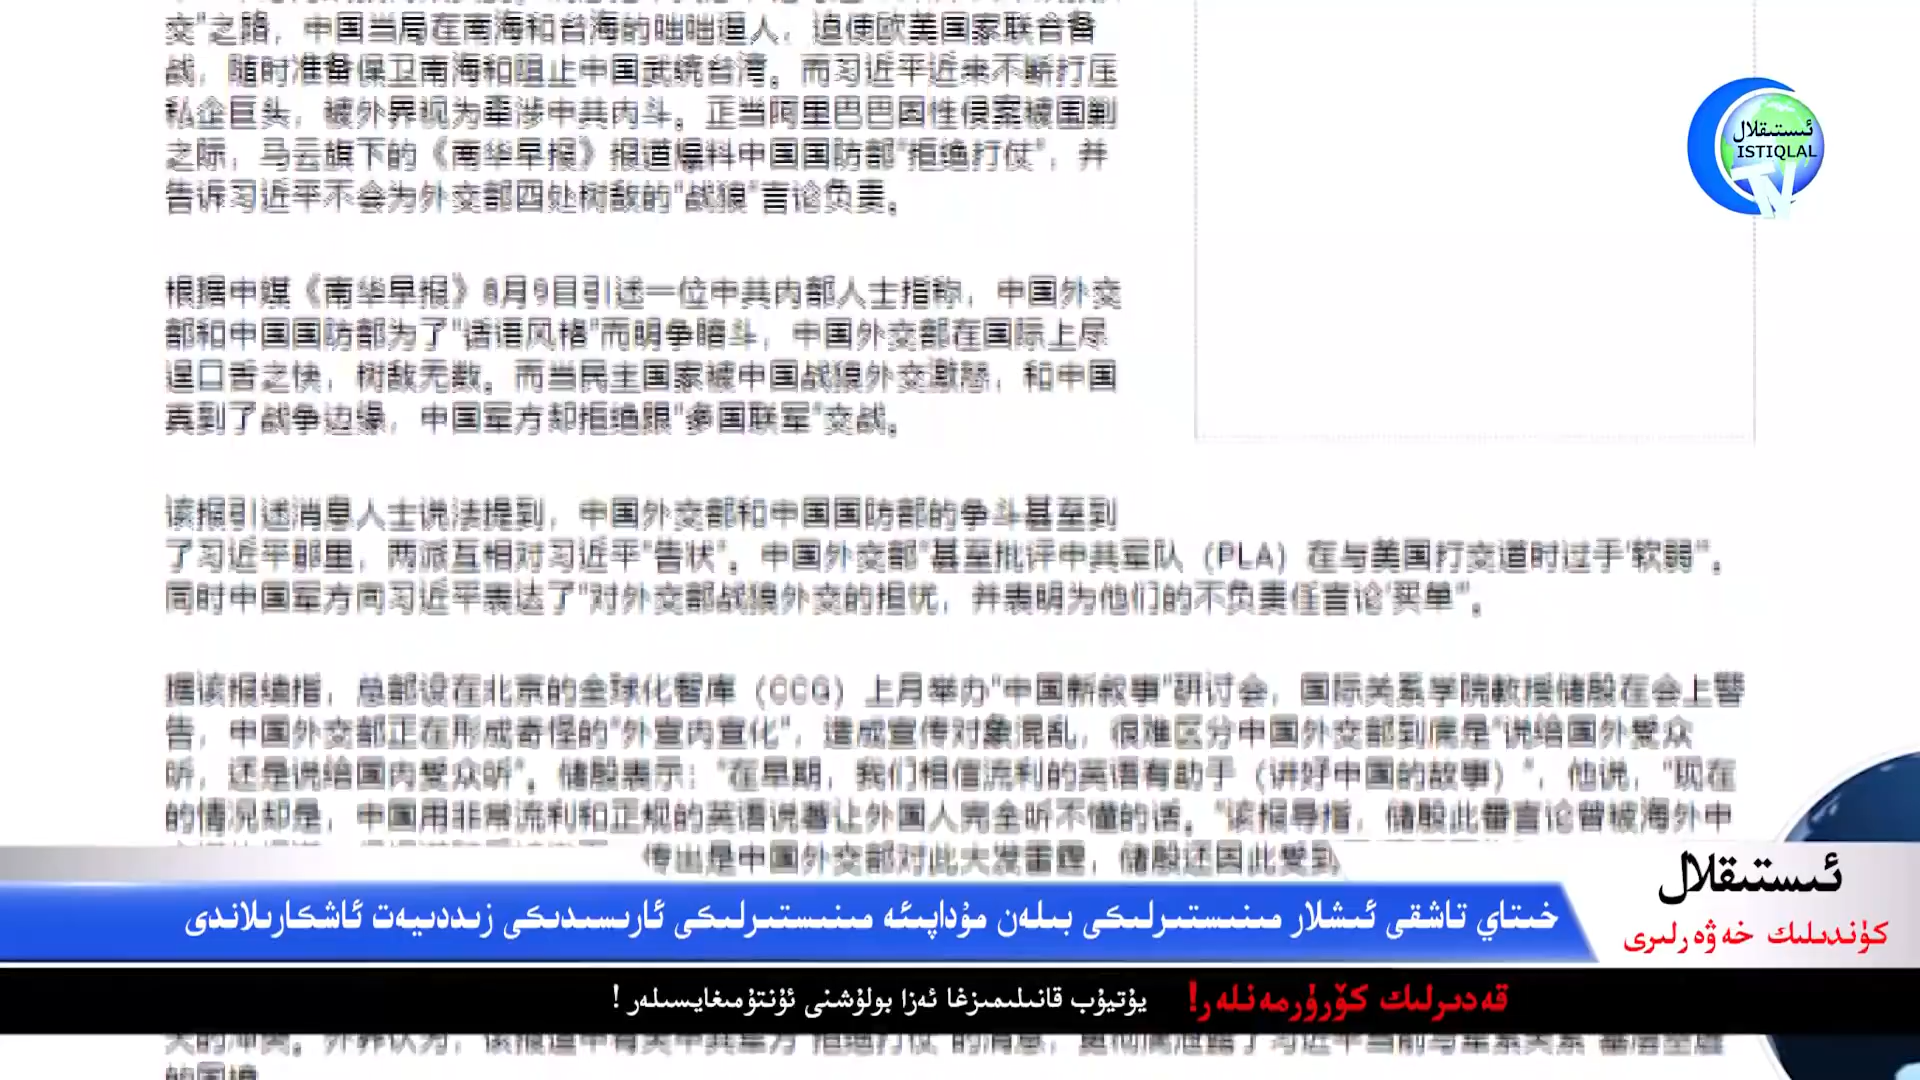 交"之路，中国当局在南海和台海的咄咄逼人，迫使欧美国家联合备
战，随时准备保卫南海和阻止中国武统台湾。而习近平近来不断打压
私企巨头，被外界视为牵涉中共内斗。正当阿里巴巴因性侵案被围剿
之际，马云旗下的《南华早报》报道爆料中国国防部"拒绝打仗"，并
告诉习近平不会为外交部四处树敌的"战狼"言论负责。
根据中媒《南华早报》8月9日引述一位中共内部人士指称，中国外交
部和中国国防部为了"话语风格"而明争暗斗，中国外交部在国际上尽
逞口舌之快，树敌无数。而当民主国家被中国战狼外交激怒，和中国
真到了战争边缘，中国军方却拒绝跟"多国联军"交战。
该报引述消息人士说法提到，中国外交部和中国国防部的争斗甚至到
了习近平那里，两派互相对习近平"告状"。中国外交部"甚至批评中共军队（PLA）在与美国打交道时过于'软弱'"。
同时中国军方向习近平表达了"对外交部战狼外交的担忧，并表明为他们的不负责任言论'买单'"。
据该报续指，总部设在北京的全球化智库（CCG）上月举办"中国新叙事"研讨会，国际关系学院教授储殷在会上警
告，中国外交部正在形成奇怪的"外宣内宣化"，造成宣传对象混乱，很难区分中国外交部到底是"说给国外受众
听，还是说给国内受众听"。储殷表示："在早期，我们相信流利的英语有助于（讲好中国的故事）"，他说，"现在
的情况却是，中国用非常流利和正规的英语说着让外国人完全听不懂的话。"该报导指，储殷此番言论曾被海外中
传出是中国外交部对此大发雷霆，储殷还因此受到
ئىستىقلال
ISTIQLAL
TV
ئىستىقلال
كۈندىلىك خەۋەرلىرى
خىتاي تاشقى ئىشلار مىنىستىرلىكى بىلەن مۇداپىئە مىنىستىرلىكى ئارىسىدىكى زىددىيەت ئاشكارىلاندى
قەدىرلىك كۆرۈرمەنلەر! يۇتيۇب قانىلىمىزغا ئەزا بولۇشنى ئۇنتۇمىغايسىلەر !